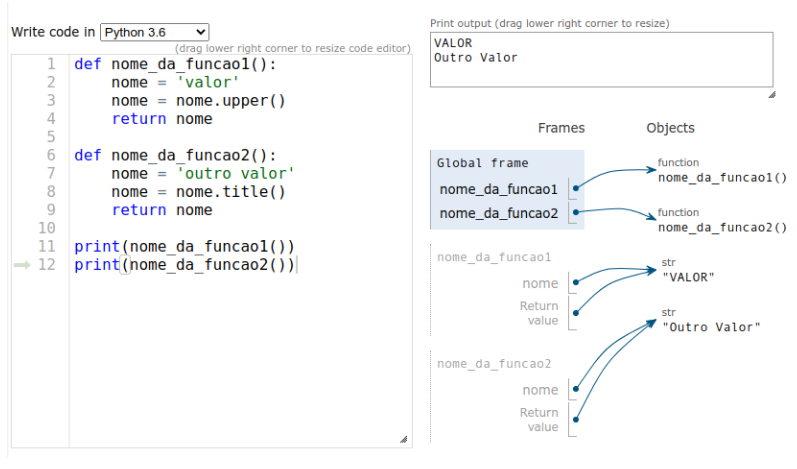 Write code in Python 3.6
(drag lower right corner to resize code editor)
1 def nome_da_funcao1():
2     nome = 'valor'
3     nome = nome.upper()
4     return nome
5
6 def nome_da_funcao2():
7     nome = 'outro valor'
8     nome = nome.title()
9     return nome
10
11 print(nome_da_funcao1())
12 print(nome_da_funcao2())
Print output (drag lower right corner to resize)
VALOR
Outro Valor
Frames Objects
Global frame
nome_da_funcao1
nome_da_funcao2
function
nome_da_funcao1()
function
nome_da_funcao2()
nome_da_funcao1
nome
Return
value
str
"VALOR"
str
"Outro Valor"
nome_da_funcao2
nome
Return
value